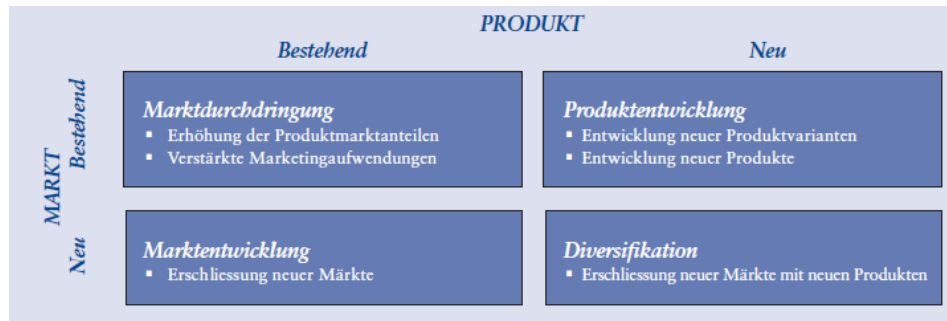 PRODUKT
Bestehend
Neu
MARKT
Bestehend
Marktdurchdringung
▪ Erhöhung der Produktmarktanteilen
▪ Verstärkte Marketingaufwendungen
Produktentwicklung
▪ Entwicklung neuer Produktvarianten
▪ Entwicklung neuer Produkte
Neu
Marktentwicklung
▪ Erschliessung neuer Märkte
Diversifikation
▪ Erschliessung neuer Märkte mit neuen Produkten